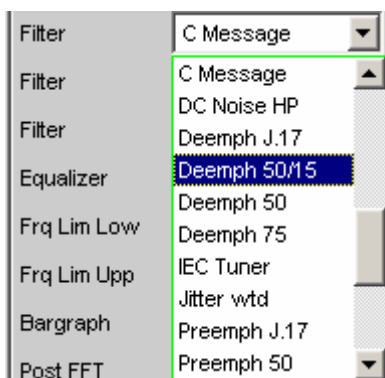 Filter C Message
Filter C Message
DC Noise HP
Filter Deemph J.17
Equalizer Deemph 50/15
Deemph 50
Frq Lim Low Deemph 75
Frq Lim Upp IEC Tuner
Jitter wtd
Bargraph Preemph J.17
Post FFT Preemph 50